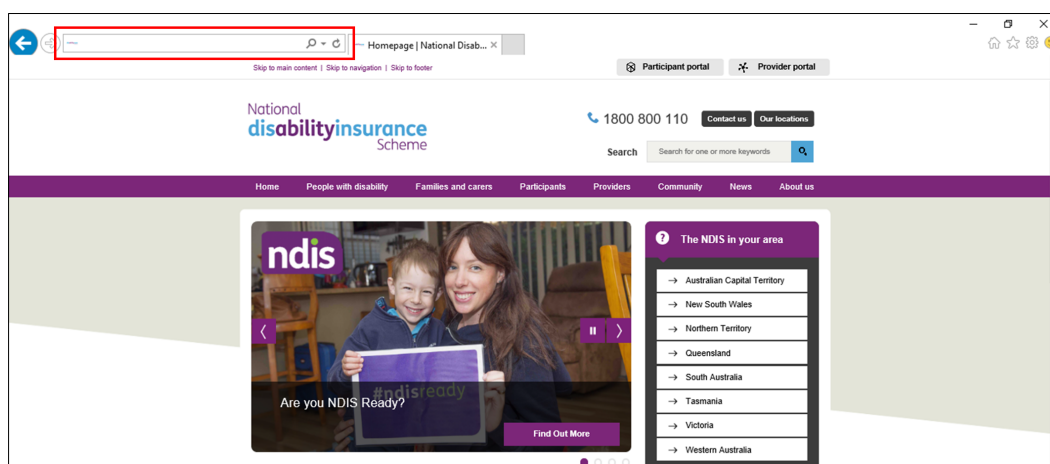 Homepage | National Disab...
Skip to main content | Skip to navigation | Skip to footer
Participant portal
Provider portal
National
disabilityinsurance
Scheme
1800 800 110
Contact us
Our locations
Search
Search for one or more keywords
Home People with disability Families and carers Participants Providers Community News About us
ndis
#ndisready
Are you NDIS Ready?
Find Out More
The NDIS in your area
Australian Capital Territory
New South Wales
Northern Territory
Queensland
South Australia
Tasmania
Victoria
Western Australia